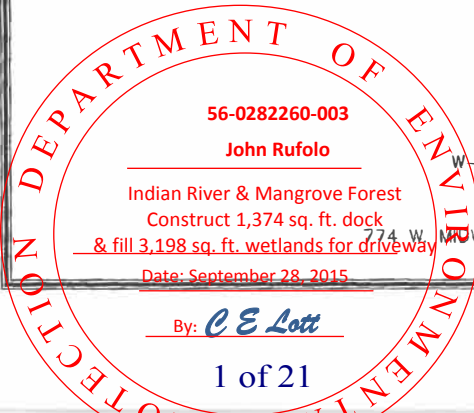 DEPARTMENT OF ENVIRONMENTAL PROTECTION
56-0282260-003
John Rufolo
Indian River & Mangrove Forest
Construct 1,374 sq. ft. dock
& fill 3,198 sq. ft. wetlands for driveway
774 W
Date: September 28, 2015
By: C E Lott
1 of 21